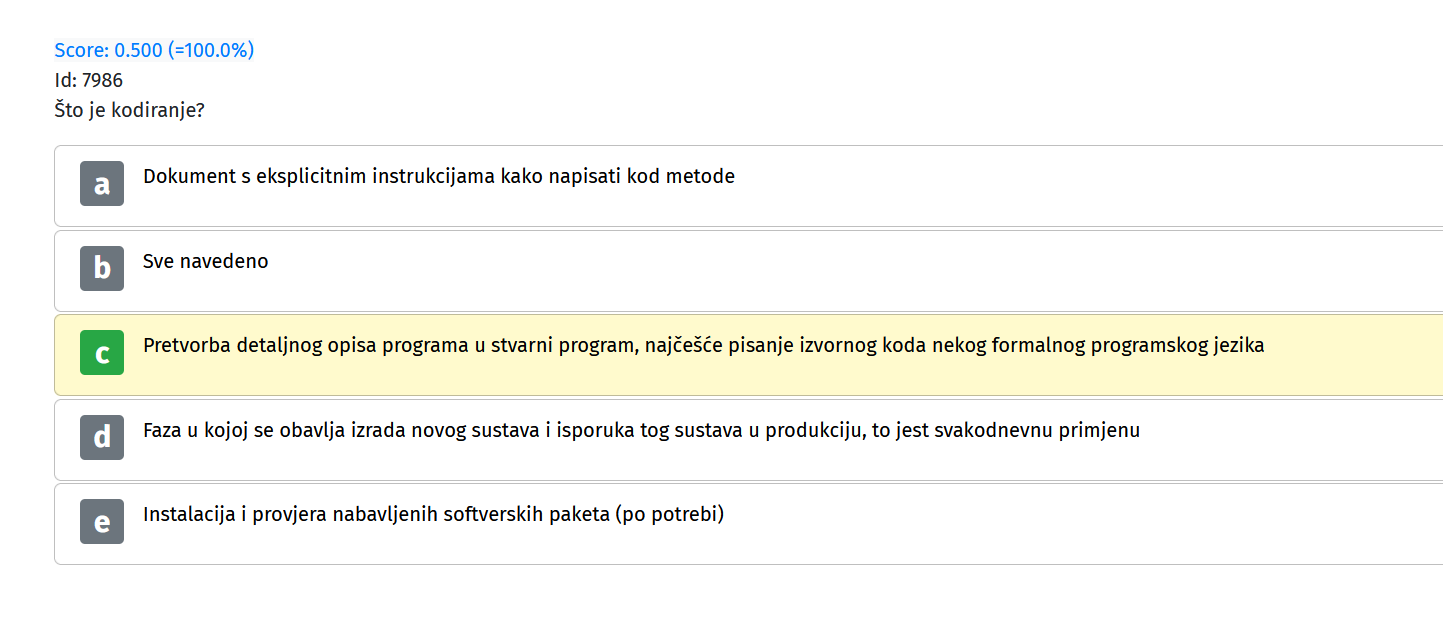 Score: 0.500 (=100.0%)
Id: 7986
Što je kodiranje?
a Dokument s eksplicitnim instrukcijama kako napisati kod metode
b Sve navedeno
c Pretvorba detaljnog opisa programa u stvarni program, najčešće pisanje izvornog koda nekog formalnog programskog jezika
d Faza u kojoj se obavlja izrada novog sustava i isporuka tog sustava u produkciju, to jest svakodnevnu primjenu
e Instalacija i provjera nabavljenih softverskih paketa (po potrebi)